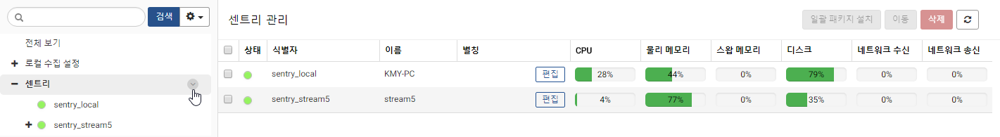 검색
전체 보기
로컬 수집 설정
센트리
sentry_local
sentry_stream5
센트리 관리
일괄 패키지 설치 이동 삭제
상태 식별자 이름 별칭 CPU 물리 메모리 스왑 메모리 디스크 네트워크 수신 네트워크 송신
sentry_local KMY-PC 편집 28% 44% 0% 79% 0% 0%
sentry_stream5 stream5 편집 4% 77% 0% 35% 0% 0%